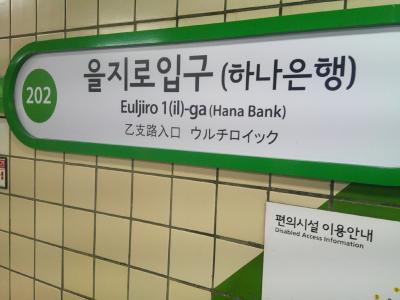 202
을지로입구 (하나은행)
Euljiro 1(il)-ga (Hana Bank)
乙支路入口 ウルチロイック
편의시설 이용안내
Disabled Access Information